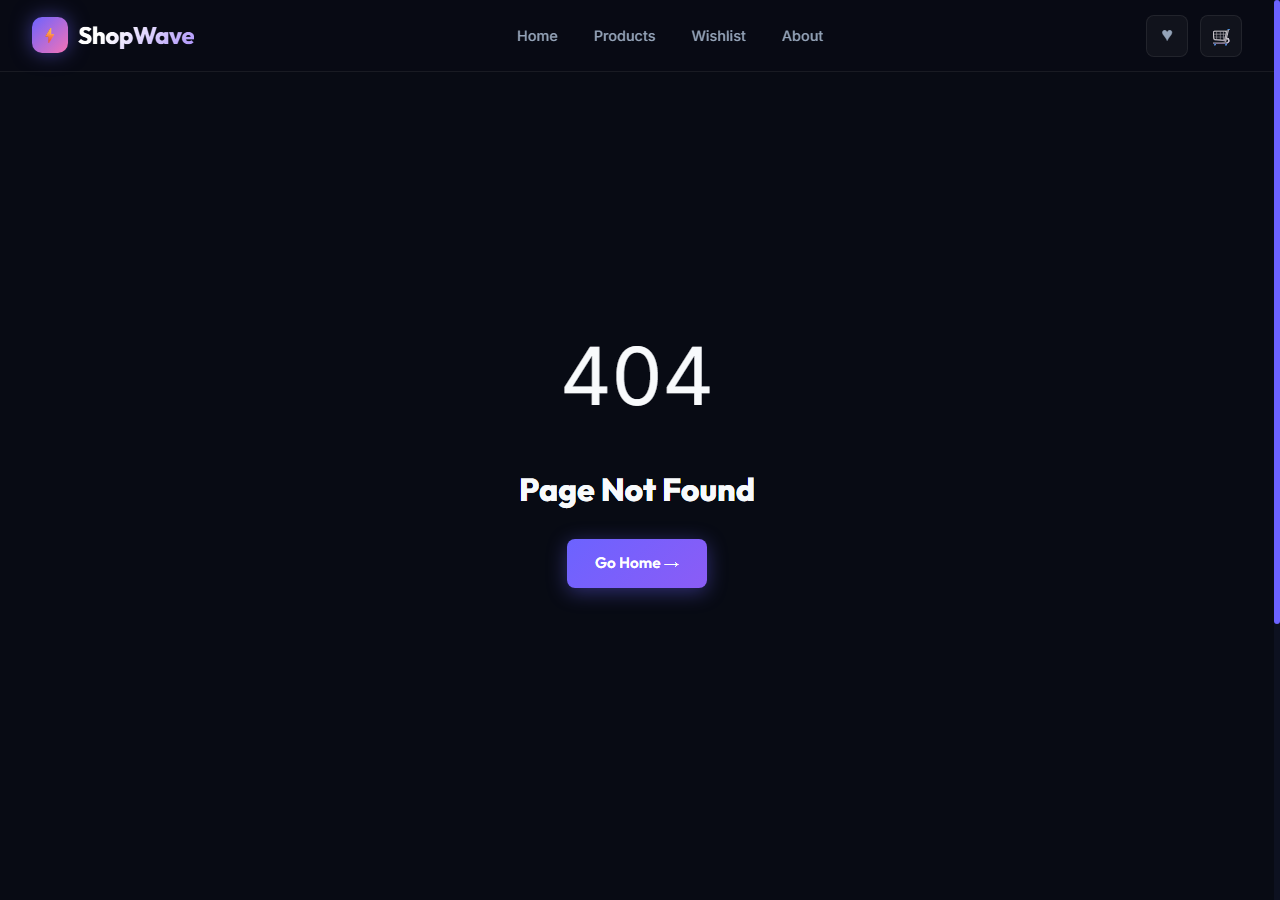 ShopWave
Home
Products
Wishlist
About
404
Page Not Found
Go Home →